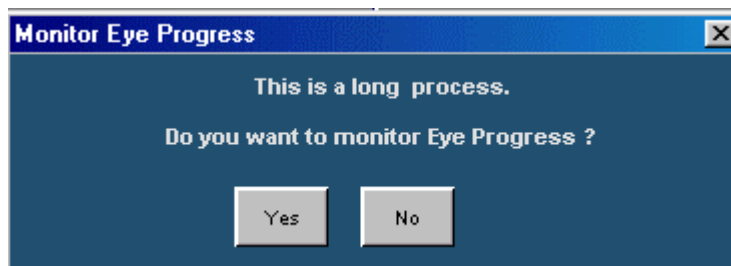 Monitor Eye Progress
This is a long process.
Do you want to monitor Eye Progress ?
Yes No